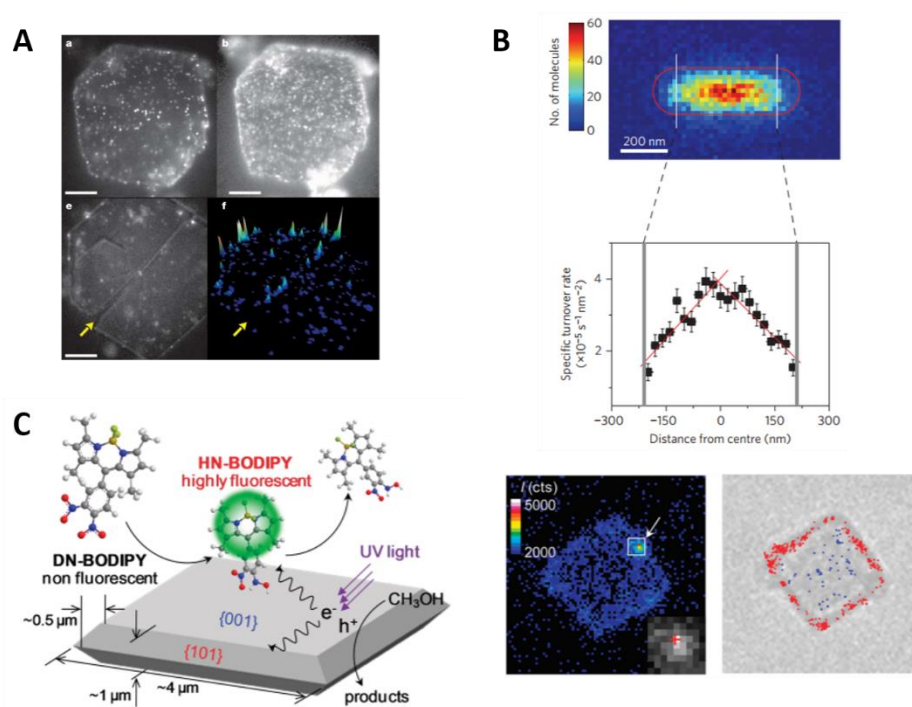 A
a
b
e
f
B
No. of molecules
60
40
20
0
200 nm
Specific turnover rate
(×10⁻⁵ s⁻¹ nm⁻²)
4
2
−300
−150
0
150
300
Distance from centre (nm)
C
DN-BODIPY
non fluorescent
HN-BODIPY
highly fluorescent
UV light
CH₃OH
e⁻
h⁺
{001}
{101}
~0.5 µm
~1 µm
~4 µm
products
I (cts)
5000
2000